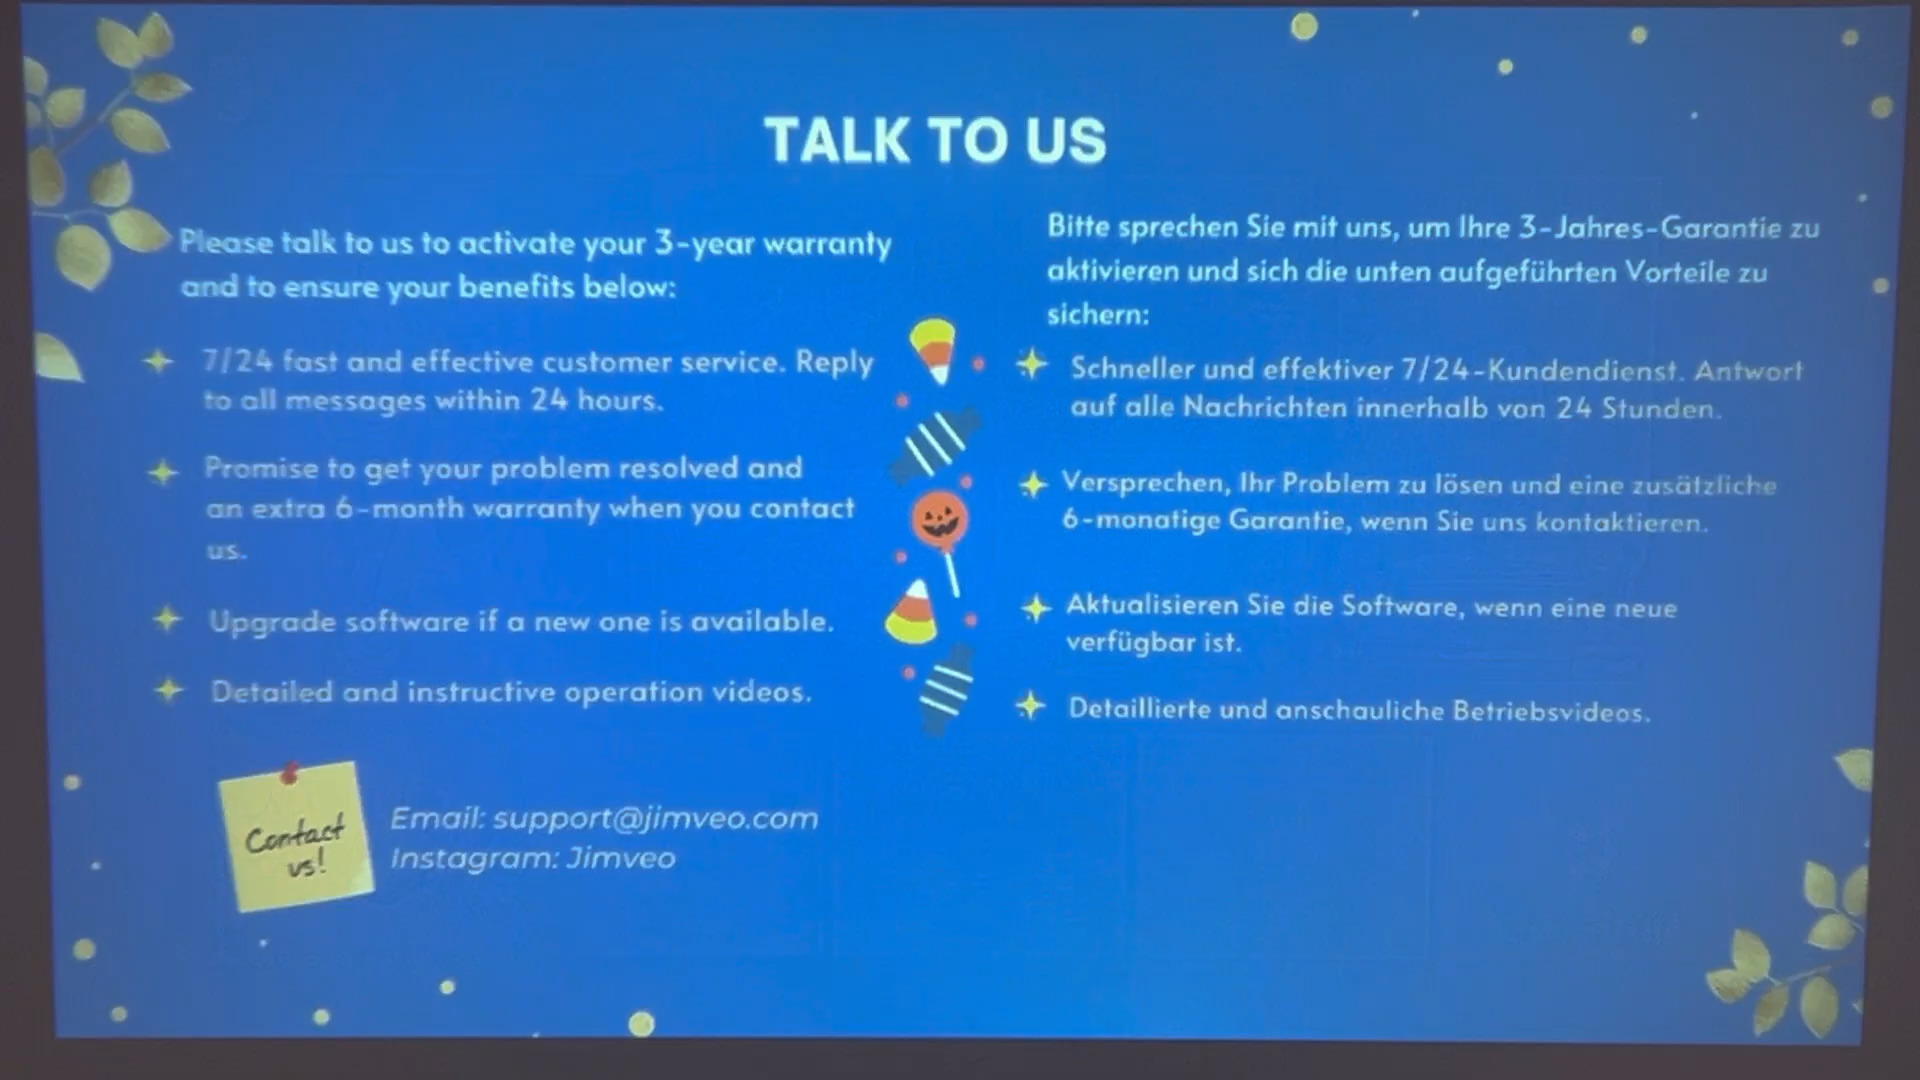 TALK TO US
Please talk to us to activate your 3-year warranty
and to ensure your benefits below:
7/24 fast and effective customer service. Reply
to all messages within 24 hours.
Promise to get your problem resolved and
an extra 6-month warranty when you contact
us.
Upgrade software if a new one is available.
Detailed and instructive operation videos.
Bitte sprechen Sie mit uns, um Ihre 3-Jahres-Garantie zu
aktivieren und sich die unten aufgeführten Vorteile zu
sichern:
Schneller und effektiver 7/24-Kundendienst. Antwort
auf alle Nachrichten innerhalb von 24 Stunden.
Versprechen, Ihr Problem zu lösen und eine zusätzliche
6-monatige Garantie, wenn Sie uns kontaktieren.
Aktualisieren Sie die Software, wenn eine neue
verfügbar ist.
Detaillierte und anschauliche Betriebsvideos.
Contact
us!
Email: support@jimveo.com
Instagram: Jimveo